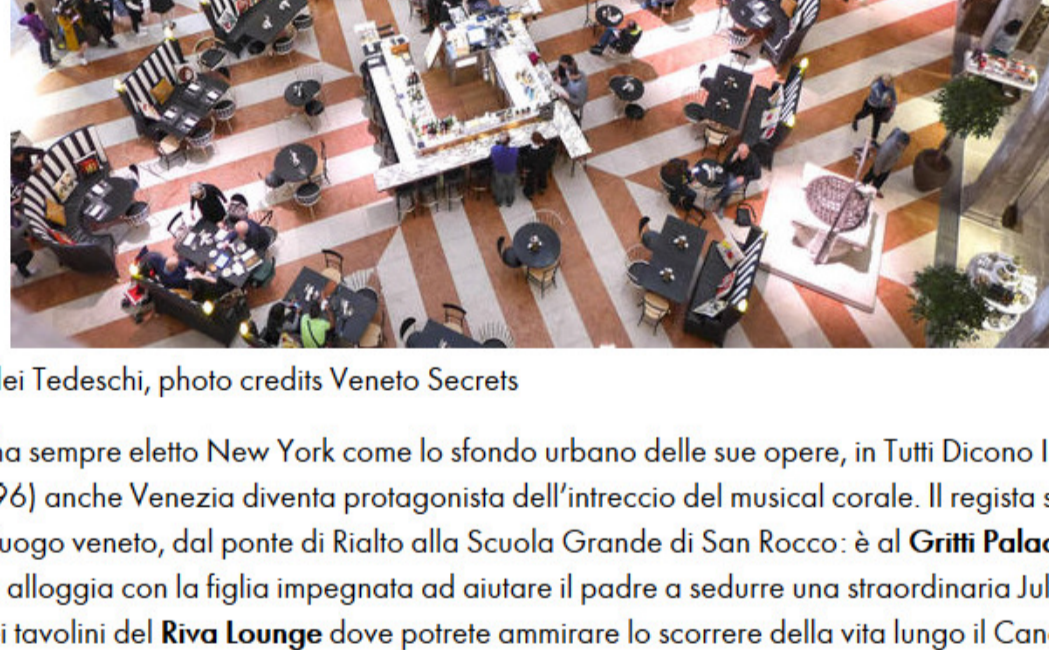 dei Tedeschi, photo credits Veneto Secrets
ha sempre eletto New York come lo sfondo urbano delle sue opere, in Tutti Dicono I
96) anche Venezia diventa protagonista dell’intreccio del musical corale. Il regista s
uogo veneto, dal ponte di Rialto alla Scuola Grande di San Rocco: è al Gritti Palac
alloggia con la figlia impegnata ad aiutare il padre a sedurre una straordinaria Jul
i tavolini del Riva Lounge dove potrete ammirare lo scorrere della vita lungo il Can